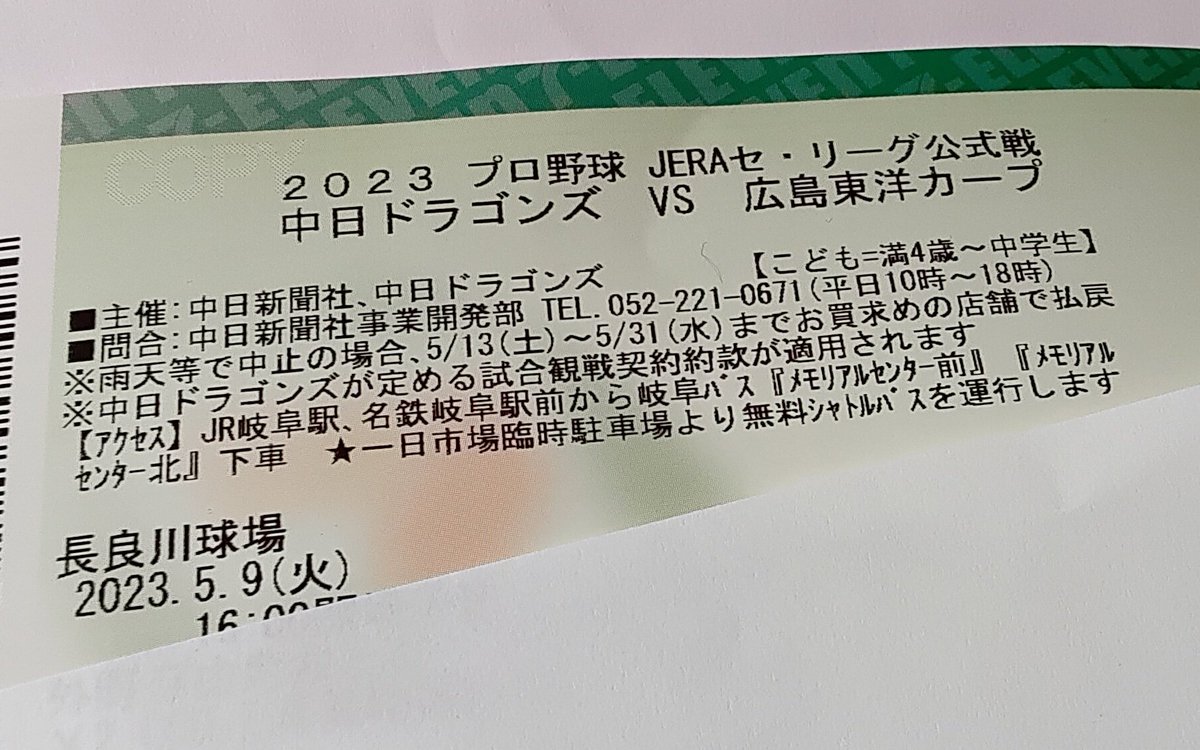 7-ELEVEN
COPY
２０２３ プロ野球 JERAセ・リーグ公式戦
中日ドラゴンズ VS 広島東洋カープ
【こども=満4歳～中学生】
■主催:中日新聞社、中日ドラゴンズ
■問合:中日新聞社事業開発部 TEL.052-221-0671(平日10時～18時)
※雨天等で中止の場合、5/13(土)～5/31(水)までお買求めの店舗で払戻
※中日ドラゴンズが定める試合観戦契約約款が適用されます
【ｱｸｾｽ】JR岐阜駅、名鉄岐阜駅前から岐阜ﾊﾞｽ『ﾒﾓﾘｱﾙｾﾝﾀｰ前』『ﾒﾓﾘｱﾙ
ｾﾝﾀｰ北』下車 ★一日市場臨時駐車場より無料ｼｬﾄﾙﾊﾞｽを運行します
長良川球場
2023. 5. 9(火)
16:00